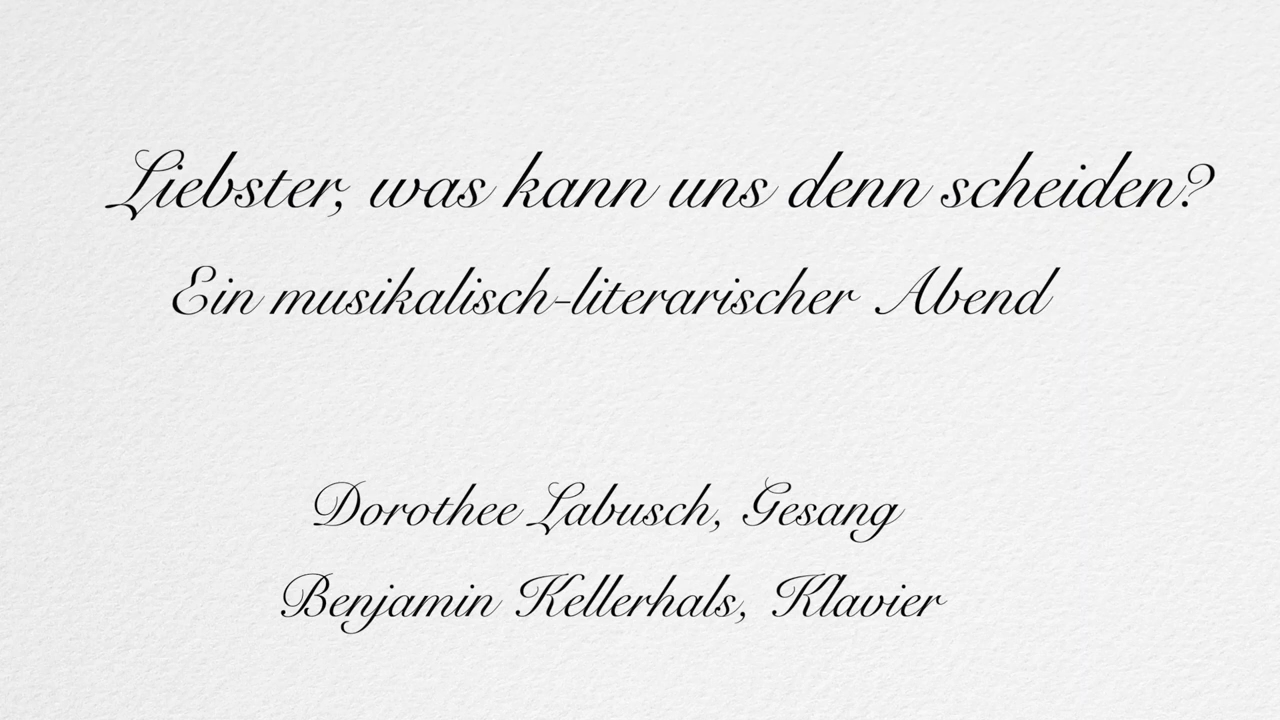 Liebster, was kann uns denn scheiden?
Ein musikalisch-literarischer Abend
Dorothee Labusch, Gesang
Benjamin Kellerhals, Klavier